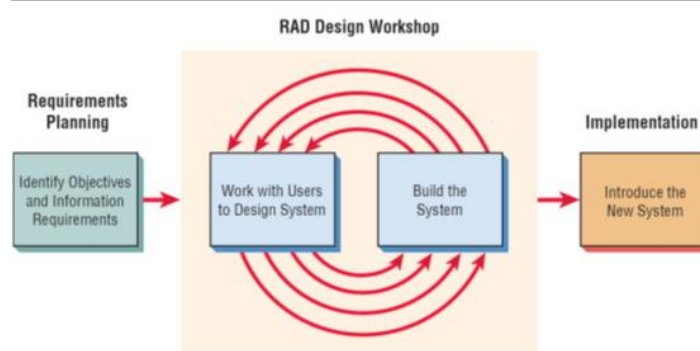 RAD Design Workshop
Requirements
Planning
Identify Objectives
and Information
Requirements
Work with Users
to Design System
Build the
System
Implementation
Introduce the
New System